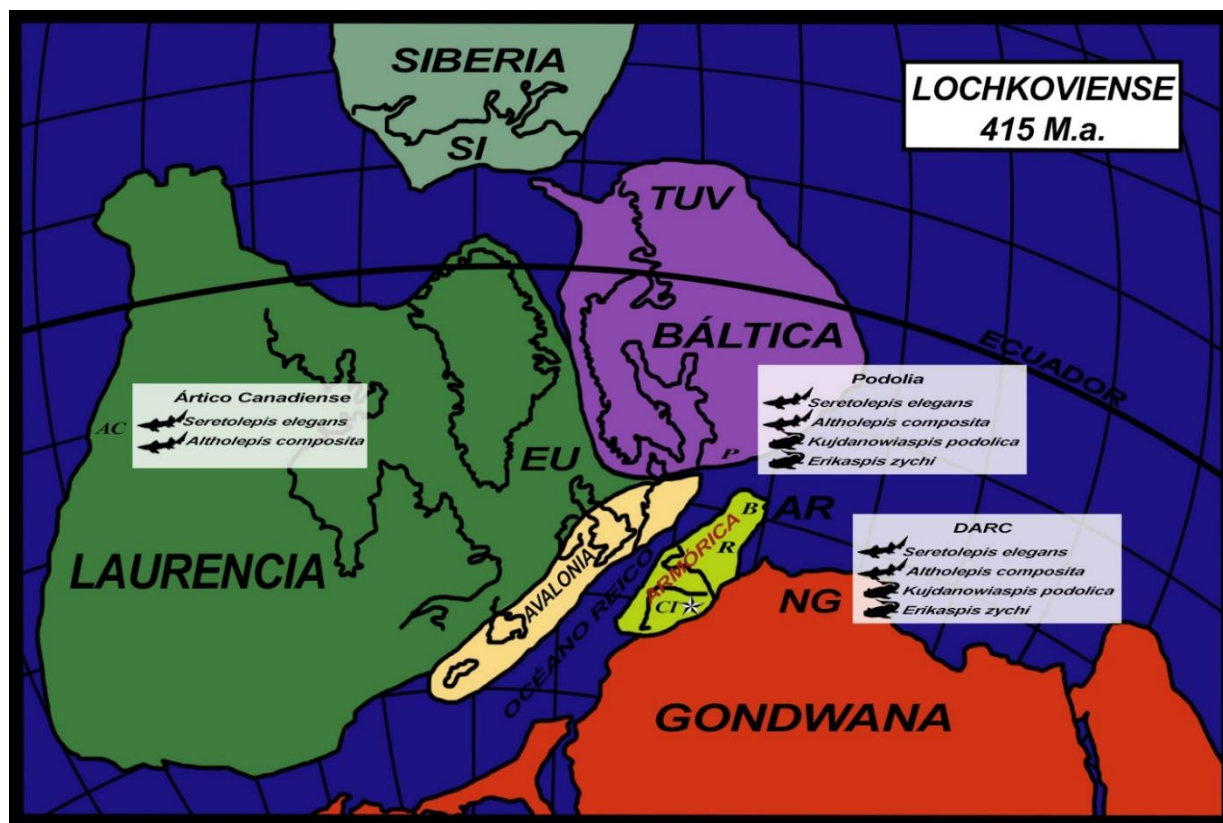 SIBERIA
SI
LOCHKOVIENSE
415 M.a.
TUV
BÁLTICA
ECUADOR
Ártico Canadiense
Seretolepis elegans
Altholepis composita
AC
Podolia
Seretolepis elegans
Altholepis composita
Kujdanowiaspis podolica
Erikaspis zychi
P
EU
LAURENCIA
AVALONIA
OCÉANO REICO
ARMÓRICA
B
R
CI
AR
DARC
Seretolepis elegans
Altholepis composita
Kujdanowiaspis podolica
Erikaspis zychi
NG
GONDWANA